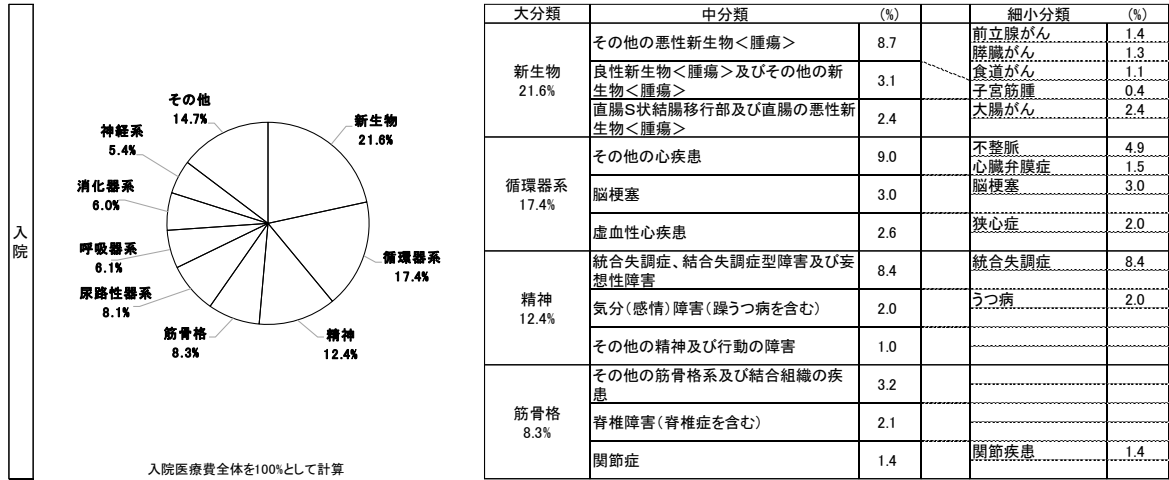 入院
その他
14.7%
新生物
21.6%
神経系
5.4%
消化器系
6.0%
呼吸器系
6.1%
尿路性器系
8.1%
筋骨格
8.3%
精神
12.4%
循環器系
17.4%
入院医療費全体を100%として計算
大分類 中分類 (%) 細小分類 (%)
新生物
21.6%
その他の悪性新生物<腫瘍> 8.7
前立腺がん 1.4
膵臓がん 1.3
良性新生物<腫瘍>及びその他の新
生物<腫瘍> 3.1
食道がん 1.1
子宮筋腫 0.4
直腸S状結腸移行部及び直腸の悪性新
生物<腫瘍> 2.4
大腸がん 2.4
循環器系
17.4%
その他の心疾患 9.0
不整脈 4.9
心臓弁膜症 1.5
脳梗塞 3.0
脳梗塞 3.0
虚血性心疾患 2.6
狭心症 2.0
精神
12.4%
統合失調症、結合失調症型障害及び妄
想性障害 8.4
統合失調症 8.4
気分(感情)障害(躁うつ病を含む) 2.0
うつ病 2.0
その他の精神及び行動の障害 1.0
筋骨格
8.3%
その他の筋骨格系及び結合組織の疾
患 3.2
脊椎障害(脊椎症を含む) 2.1
関節症 1.4
関節疾患 1.4